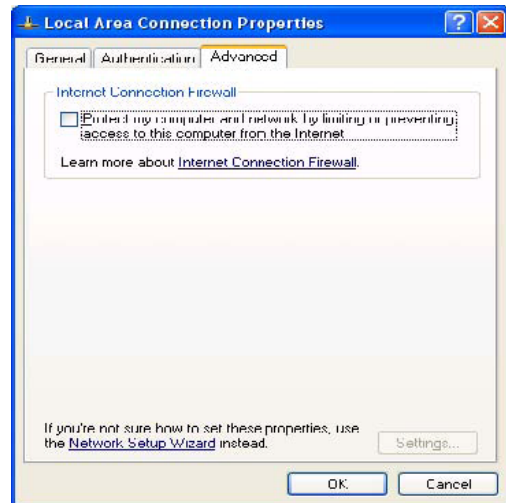 Local Area Connection Properties
General Authentication Advanced
Internet Connection Firewall
Protect my computer and network by limiting or preventing
access to this computer from the Internet
Learn more about Internet Connection Firewall.
If you're not sure how to set these properties, use
the Network Setup Wizard instead.
Settings...
OK Cancel